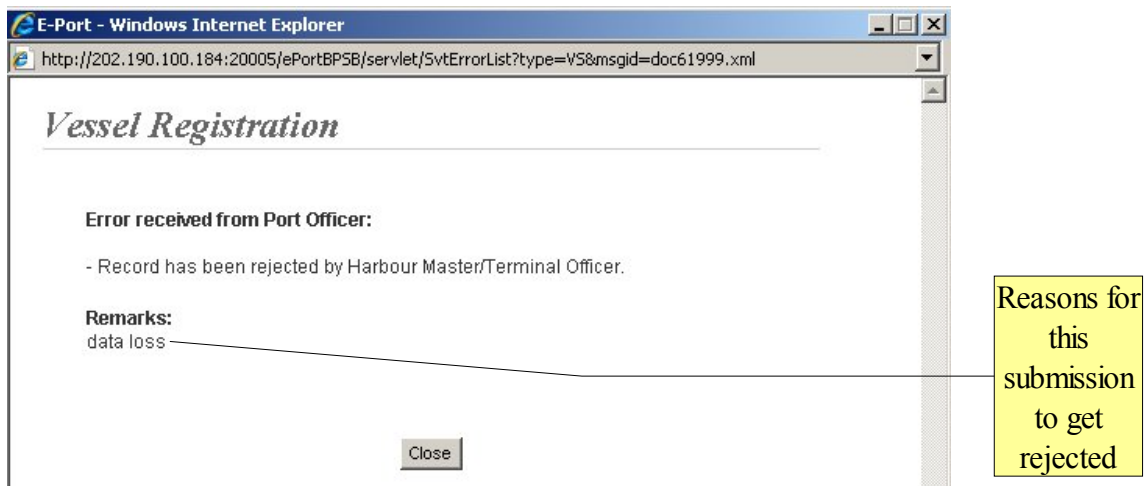 E-Port - Windows Internet Explorer
http://202.190.100.184:20005/ePortBPSB/servlet/SvtErrorList?type=VS&msgid=doc61999.xml
Vessel Registration
Error received from Port Officer:
- Record has been rejected by Harbour Master/Terminal Officer.
Remarks:
data loss
Close
Reasons for
this
submission
to get
rejected